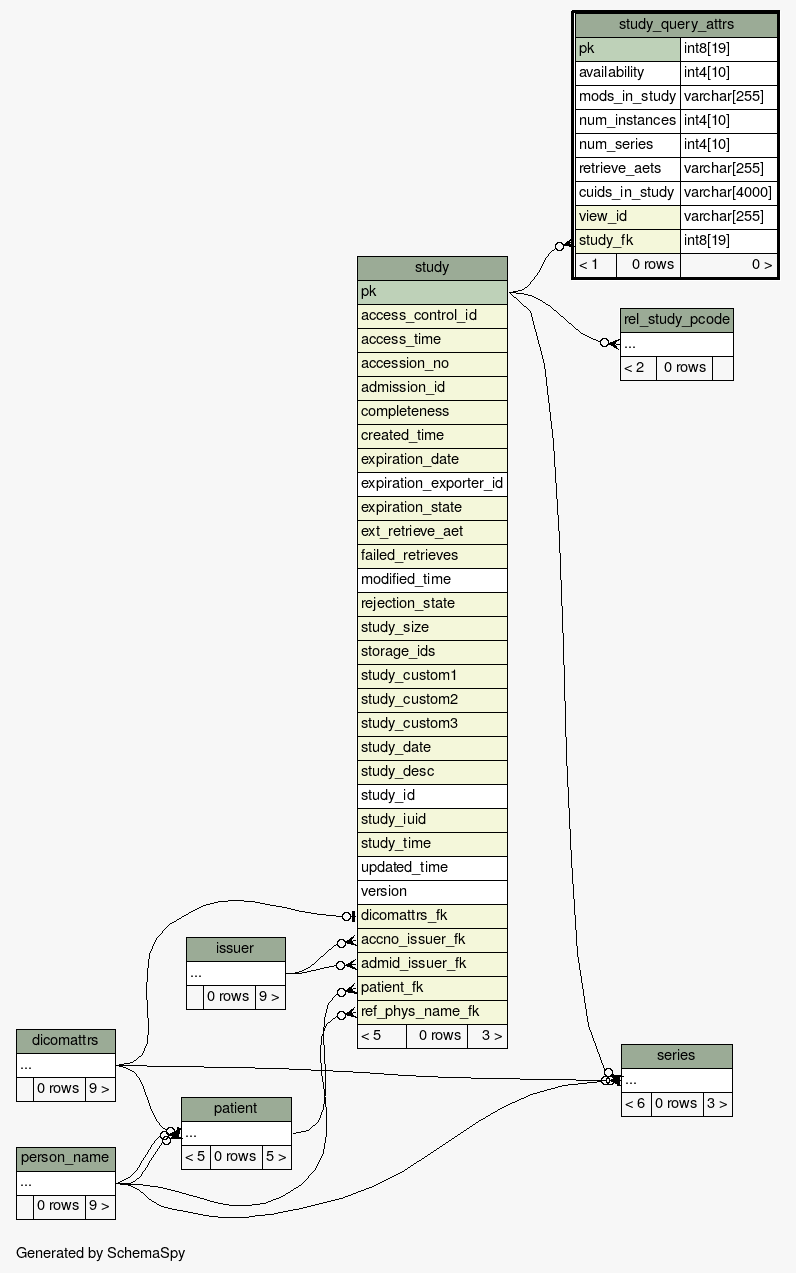 study_query_attrs
pk int8[19]
availability int4[10]
mods_in_study varchar[255]
num_instances int4[10]
num_series int4[10]
retrieve_aets varchar[255]
cuids_in_study varchar[4000]
view_id varchar[255]
study_fk int8[19]
< 1 0 rows 0 >
study
pk
access_control_id
access_time
accession_no
admission_id
completeness
created_time
expiration_date
expiration_exporter_id
expiration_state
ext_retrieve_aet
failed_retrieves
modified_time
rejection_state
study_size
storage_ids
study_custom1
study_custom2
study_custom3
study_date
study_desc
study_id
study_iuid
study_time
updated_time
version
dicomattrs_fk
accno_issuer_fk
admid_issuer_fk
patient_fk
ref_phys_name_fk
< 5 0 rows 3 >
rel_study_pcode
...
< 2 0 rows
issuer
...
0 rows 9 >
dicomattrs
...
0 rows 9 >
series
...
< 6 0 rows 3 >
patient
...
< 5 0 rows 5 >
person_name
...
0 rows 9 >
Generated by SchemaSpy